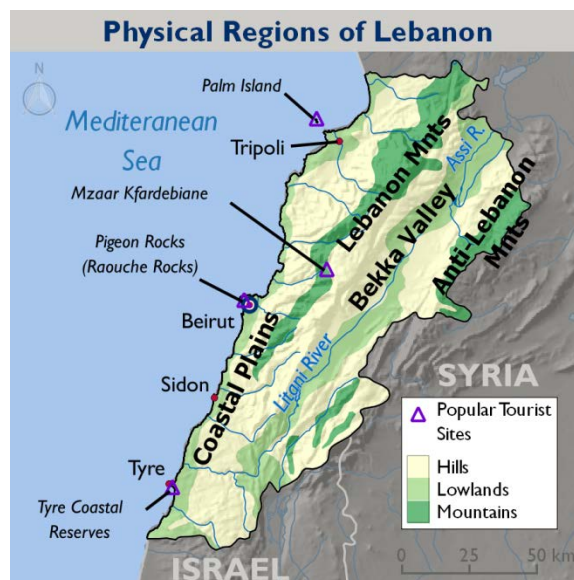 Physical Regions of Lebanon
N
Palm Island
Mediteranean
Sea
Tripoli
Mzaar Kfardebiane
Pigeon Rocks
(Raouche Rocks)
Beirut
Sidon
Tyre
Tyre Coastal
Reserves
Lebanon Mnts
Assi R.
Bekka Valley
Anti-Lebanon
Mnts
Coastal Plains
Litani River
SYRIA
ISRAEL
Popular Tourist
Sites
Hills
Lowlands
Mountains
0 25 50
km